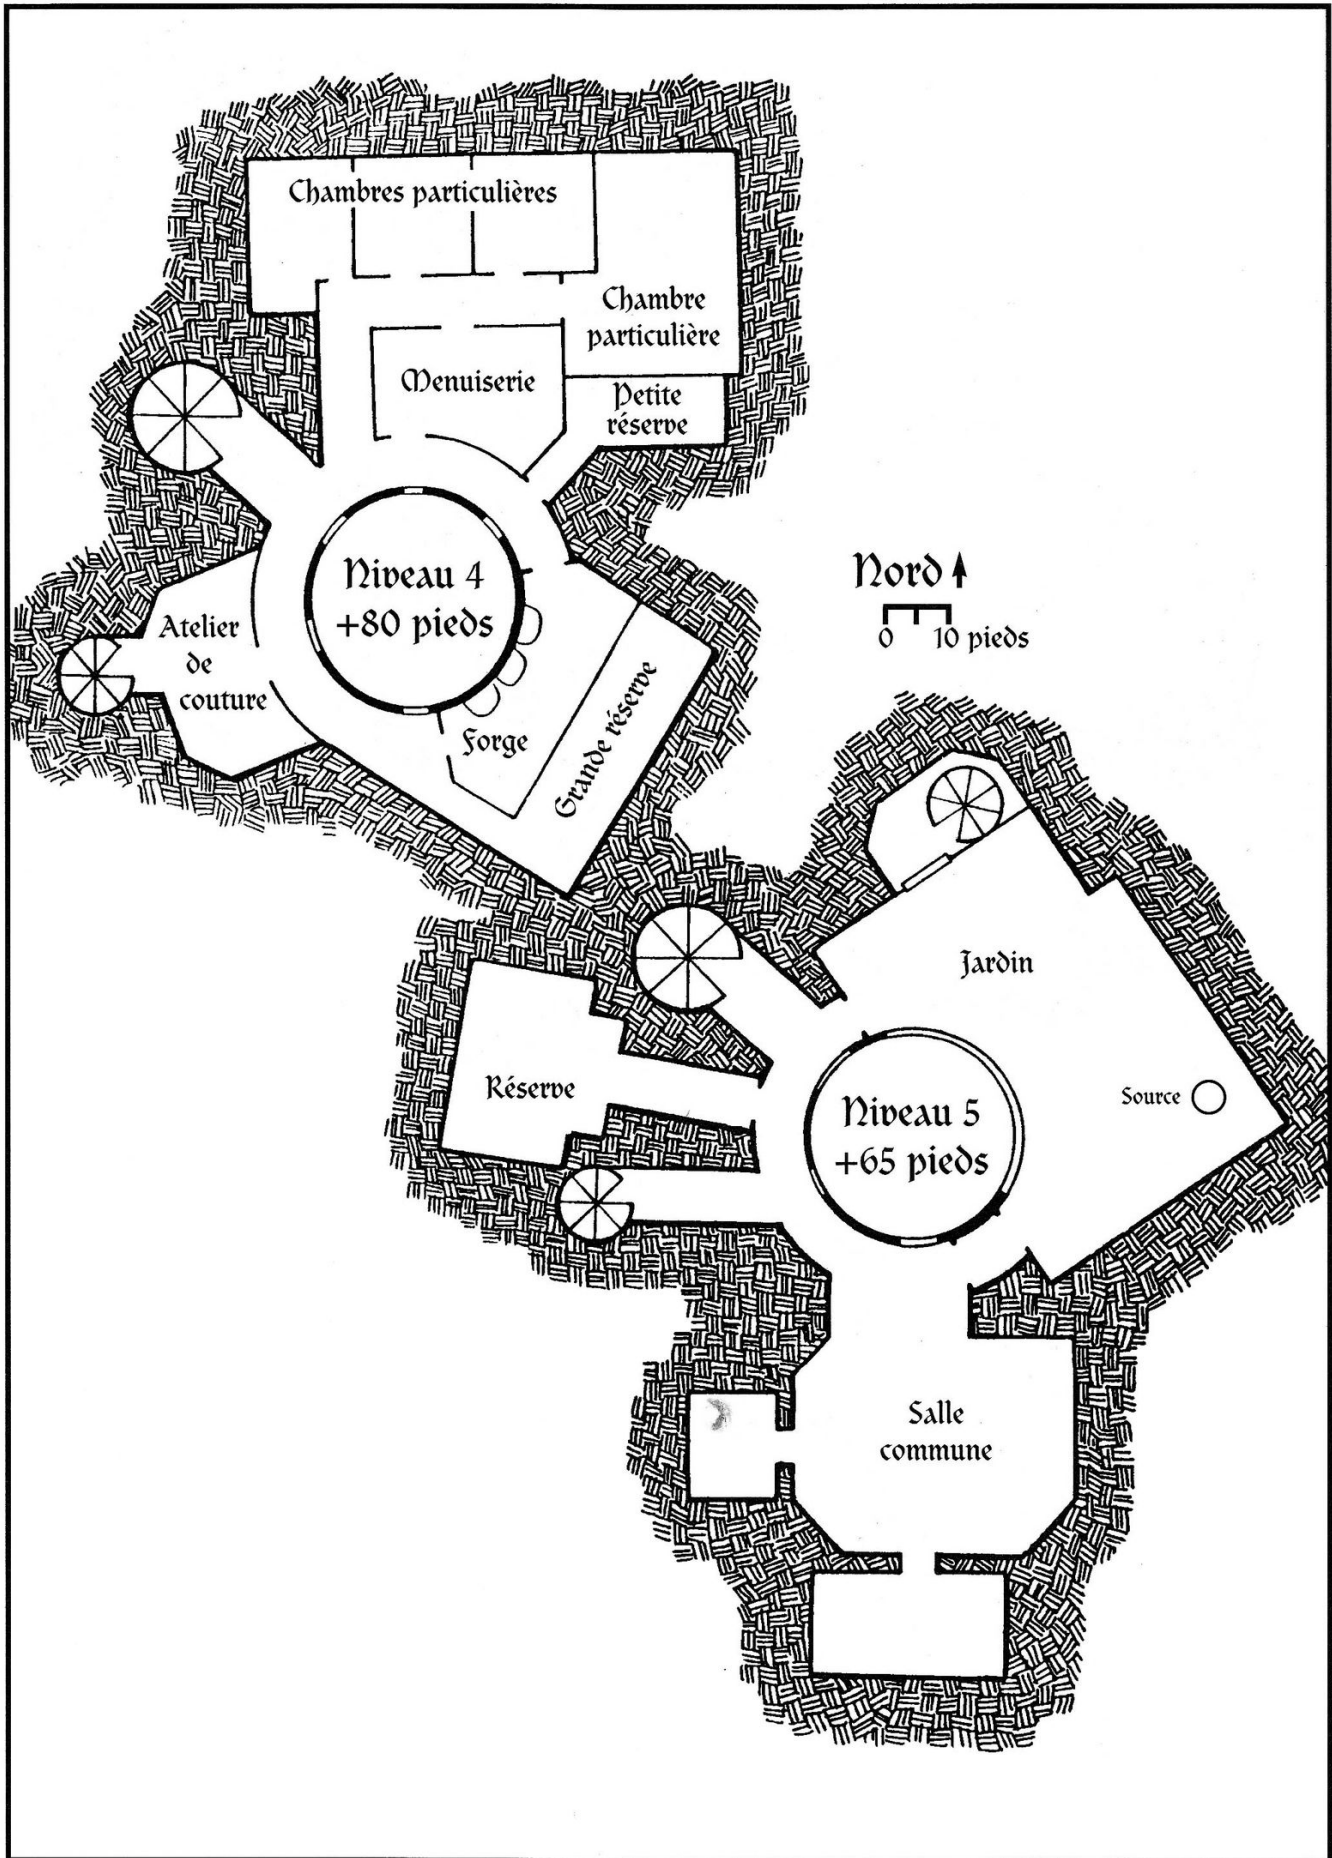 Chambres particulières
Chambre
particulière
Menuiserie
Petite
réserve
Niveau 4
+80 pieds
Nord
0 10 pieds
Atelier
de
couture
Forge
Grande réserve
Jardin
Réserve
Source
Niveau 5
+65 pieds
Salle
commune